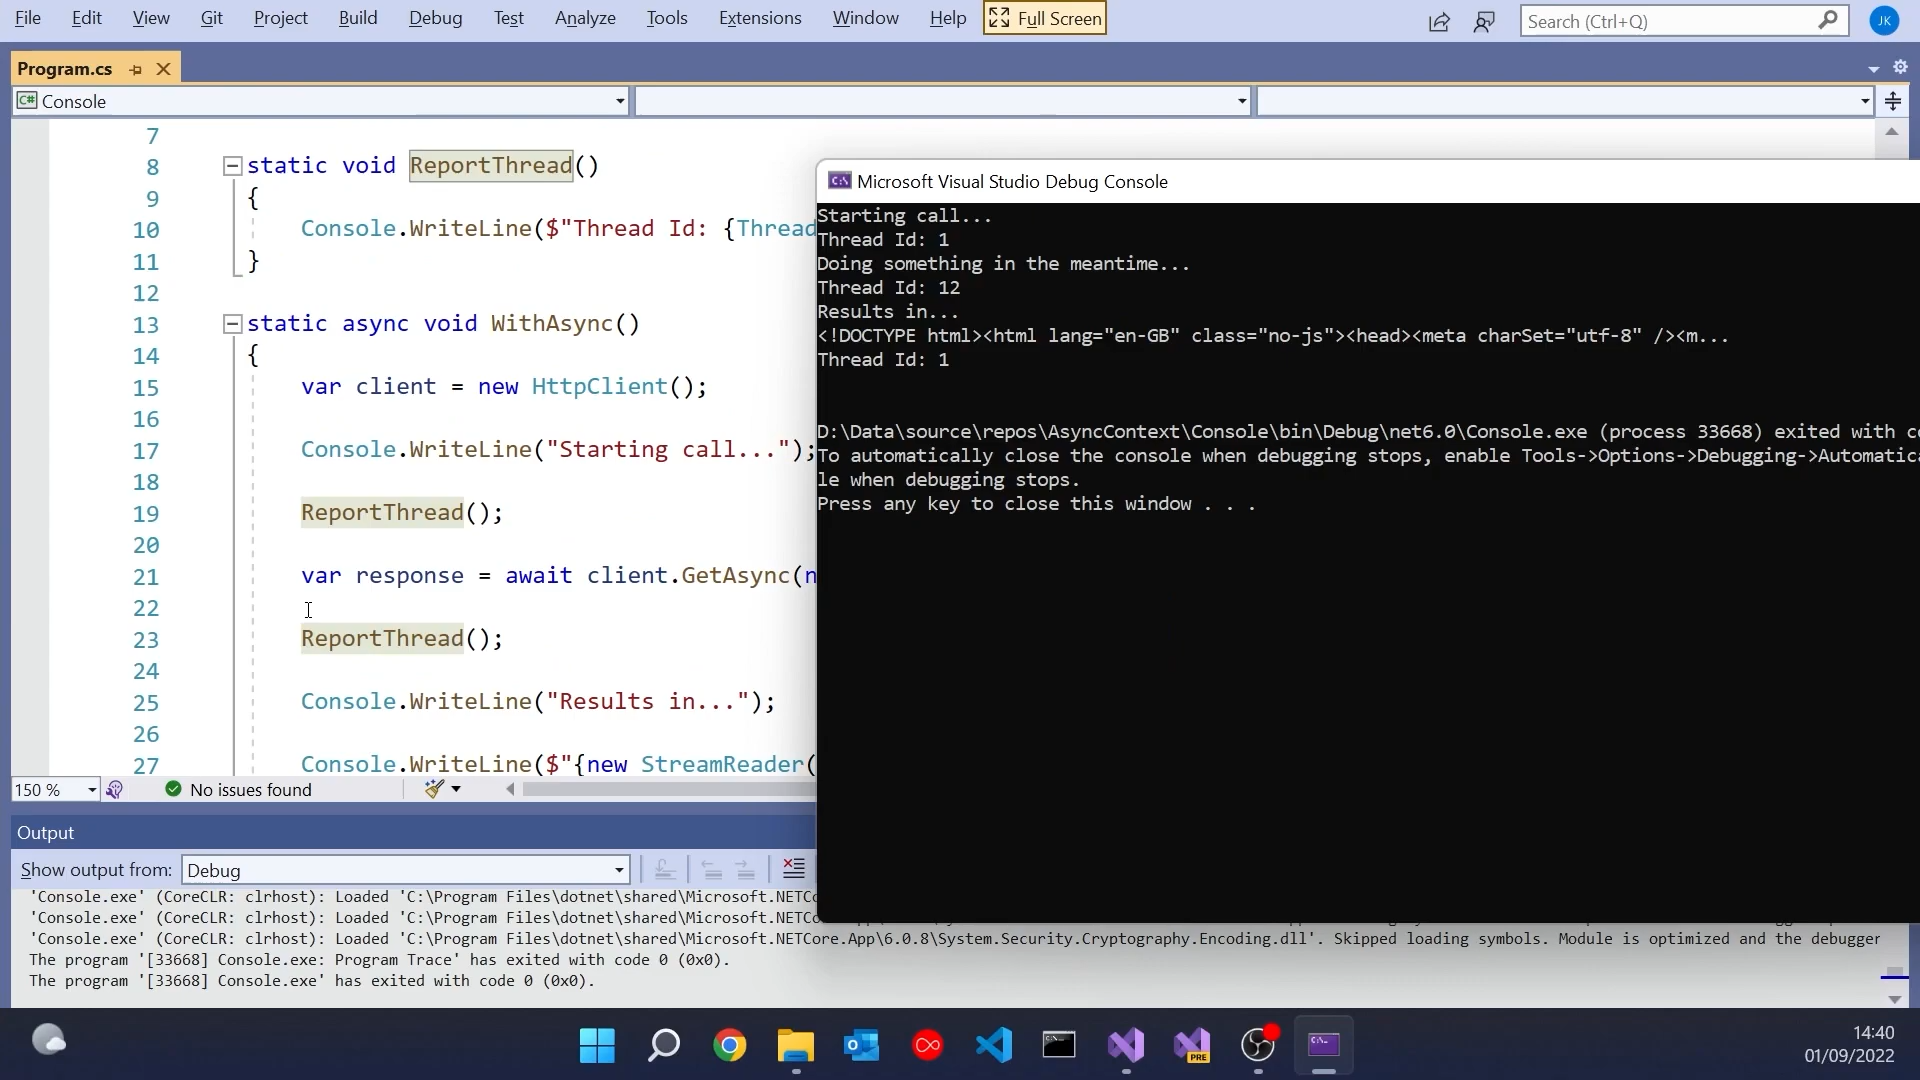 File Edit View Git Project Build Debug Test Analyze Tools Extensions Window Help Full Screen Search (Ctrl+Q) JK
Program.cs
C# Console
7
8 static void ReportThread()
9 {
10 Console.WriteLine($"Thread Id: {Thread
11 }
12
13 static async void WithAsync()
14 {
15 var client = new HttpClient();
16
17 Console.WriteLine("Starting call...");
18
19 ReportThread();
20
21 var response = await client.GetAsync(n
22
23 ReportThread();
24
25 Console.WriteLine("Results in...");
26
27 Console.WriteLine($"{new StreamReader(
150 % No issues found
Output
Show output from: Debug
'Console.exe' (CoreCLR: clrhost): Loaded 'C:\Program Files\dotnet\shared\Microsoft.NETCo
'Console.exe' (CoreCLR: clrhost): Loaded 'C:\Program Files\dotnet\shared\Microsoft.NETCo
'Console.exe' (CoreCLR: clrhost): Loaded 'C:\Program Files\dotnet\shared\Microsoft.NETCore.App\6.0.8\System.Security.Cryptography.Encoding.dll'. Skipped loading symbols. Module is optimized and the debugger
The program '[33668] Console.exe: Program Trace' has exited with code 0 (0x0).
The program '[33668] Console.exe' has exited with code 0 (0x0).
C:\ Microsoft Visual Studio Debug Console
Starting call...
Thread Id: 1
Doing something in the meantime...
Thread Id: 12
Results in...
<!DOCTYPE html><html lang="en-GB" class="no-js"><head><meta charSet="utf-8" /><m...
Thread Id: 1
D:\Data\source\repos\AsyncContext\Console\bin\Debug\net6.0\Console.exe (process 33668) exited with co
To automatically close the console when debugging stops, enable Tools->Options->Debugging->Automatica
le when debugging stops.
Press any key to close this window . . .
PRE
14:40
01/09/2022